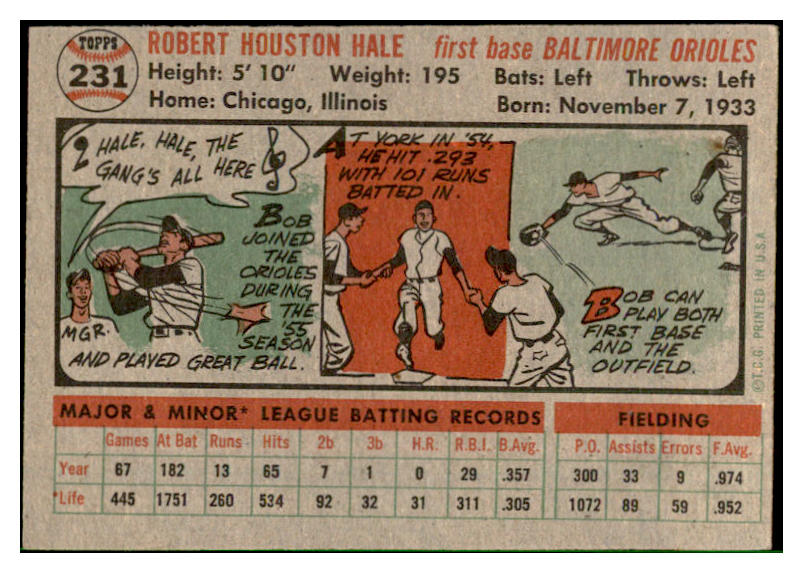 TOPPS
231
ROBERT HOUSTON HALE first base BALTIMORE ORIOLES
Height: 5' 10" Weight: 195 Bats: Left Throws: Left
Home: Chicago, Illinois Born: November 7, 1933
HALE, HALE, THE
GANG'S ALL HERE
MGR.
BOB
JOINED
THE
ORIOLES
DURING
THE
'55
SEASON
AND PLAYED GREAT BALL.
AT YORK IN '54,
HE HIT .293
WITH 101 RUNS
BATTED IN.
BOB CAN
PLAY BOTH
FIRST BASE
AND THE
OUTFIELD.
©T.C.G. PRINTED IN U.S.A
MAJOR & MINOR* LEAGUE BATTING RECORDS FIELDING
Games At Bat Runs Hits 2b 3b H.R. R.B.I. B.Avg. P.O. Assists Errors F.Avg.
Year 67 182 13 65 7 1 0 29 .357 300 33 9 .974
*Life 445 1751 260 534 92 32 31 311 .305 1072 89 59 .952